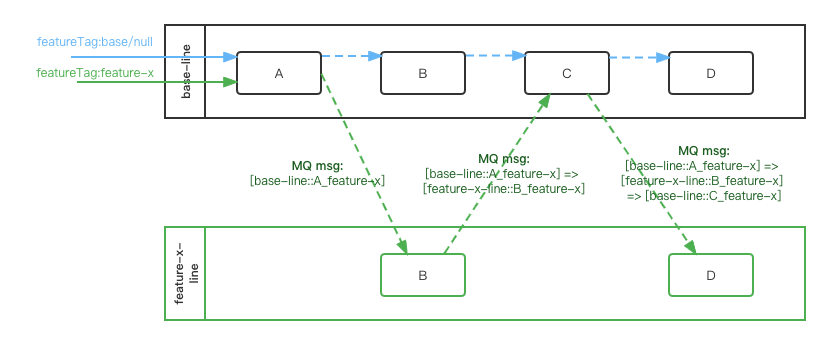 featureTag:base/null
featureTag:feature-x
base-line
A
B
C
D
MQ msg:
[base-line::A_feature-x]
MQ msg:
[base-line::A_feature-x] =>
[feature-x-line::B_feature-x]
MQ msg:
[base-line::A_feature-x] =>
[feature-x-line::B_feature-x]
=> [base-line::C_feature-x]
feature-x-
line
B
D